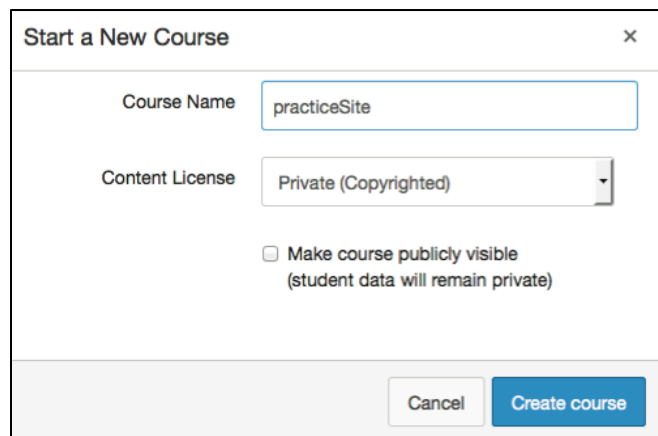 Start a New Course ×
Course Name practiceSite
Content License Private (Copyrighted)
Make course publicly visible
(student data will remain private)
Cancel Create course